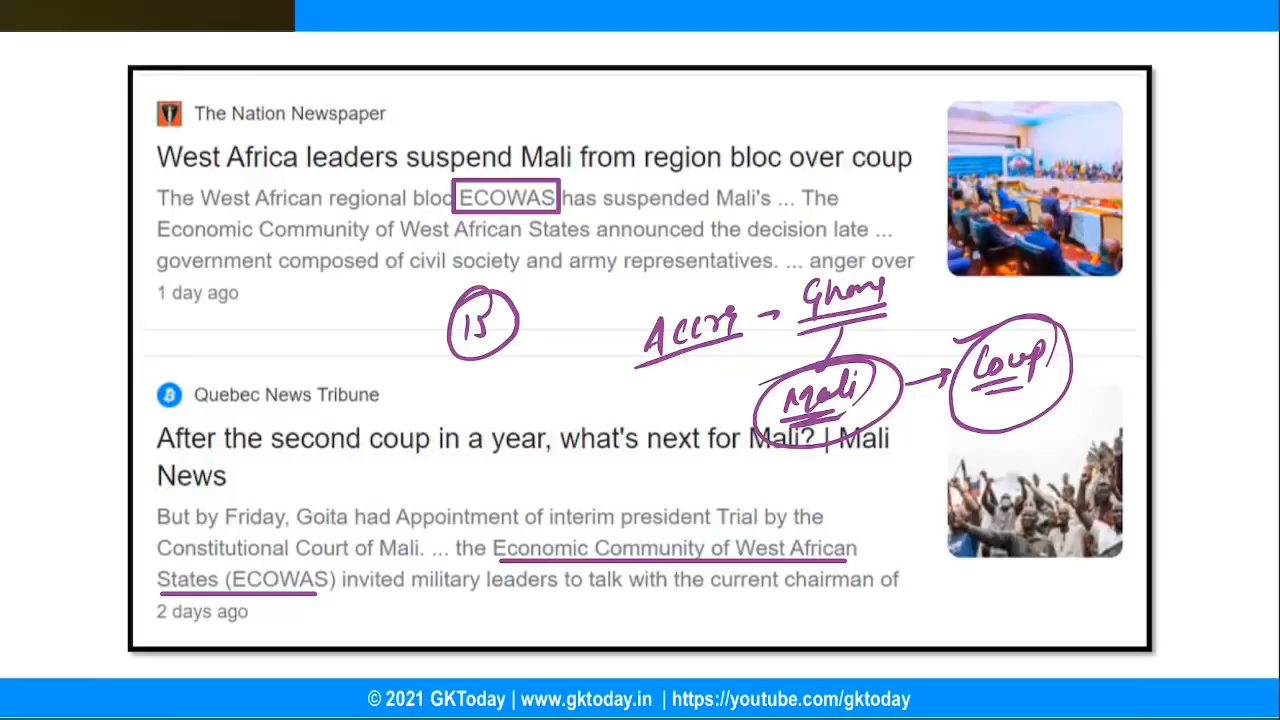 The Nation Newspaper
West Africa leaders suspend Mali from region bloc over coup
The West African regional bloc ECOWAS has suspended Mali's ... The
Economic Community of West African States announced the decision late ...
government composed of civil society and army representatives. ... anger over
1 day ago
15
Accra → Ghana
Mali → Coup
Quebec News Tribune
After the second coup in a year, what's next for Mali? | Mali
News
But by Friday, Goita had Appointment of interim president Trial by the
Constitutional Court of Mali. ... the Economic Community of West African
States (ECOWAS) invited military leaders to talk with the current chairman of
2 days ago
© 2021 GKToday | www.gktoday.in | https://youtube.com/gktoday